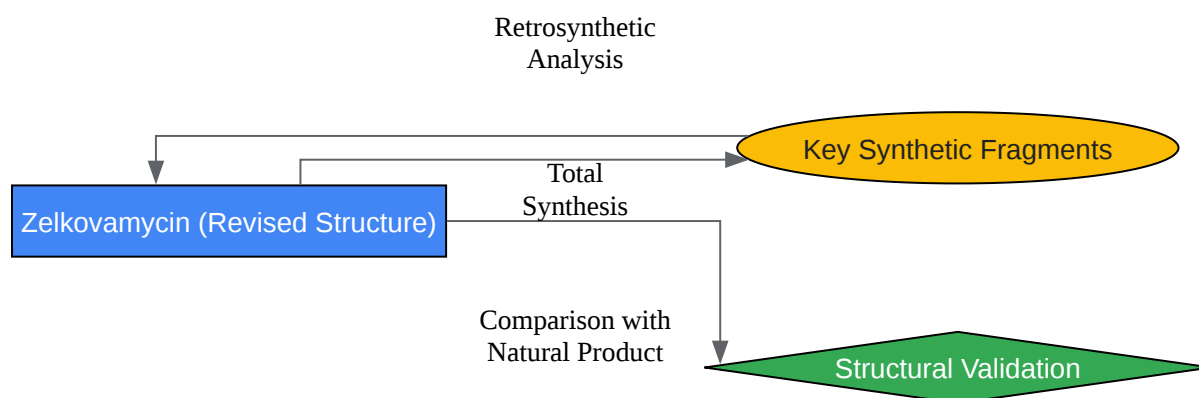 Retrosynthetic
Analysis
Key Synthetic Fragments
Total
Synthesis
Zelkovamycin (Revised Structure)
Comparison with
Natural Product
Structural Validation